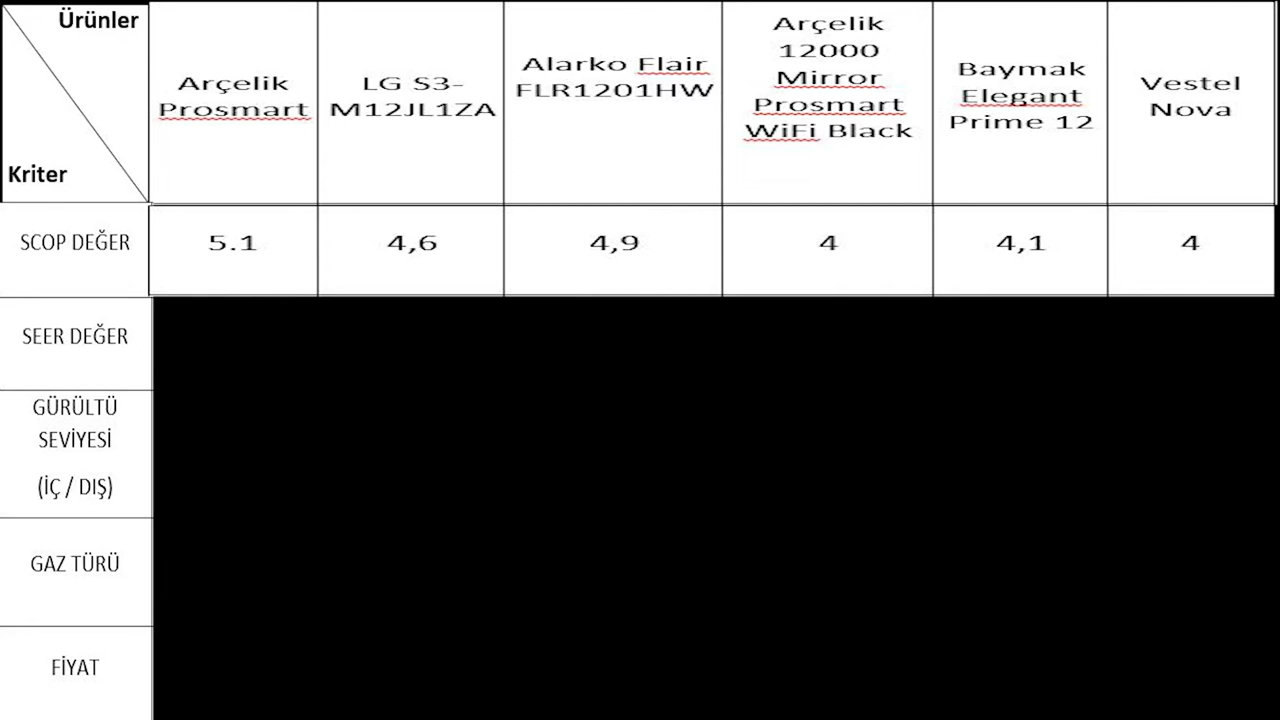 Ürünler
Kriter
Arçelik
Prosmart
LG S3-
M12JL1ZA
Alarko Flair
FLR1201HW
Arçelik
12000
Mirror
Prosmart
WiFi Black
Baymak
Elegant
Prime 12
Vestel
Nova
SCOP DEĞER
5.1
4,6
4,9
4
4,1
4
SEER DEĞER
GÜRÜLTÜ
SEVİYESİ
(İÇ / DIŞ)
GAZ TÜRÜ
FİYAT